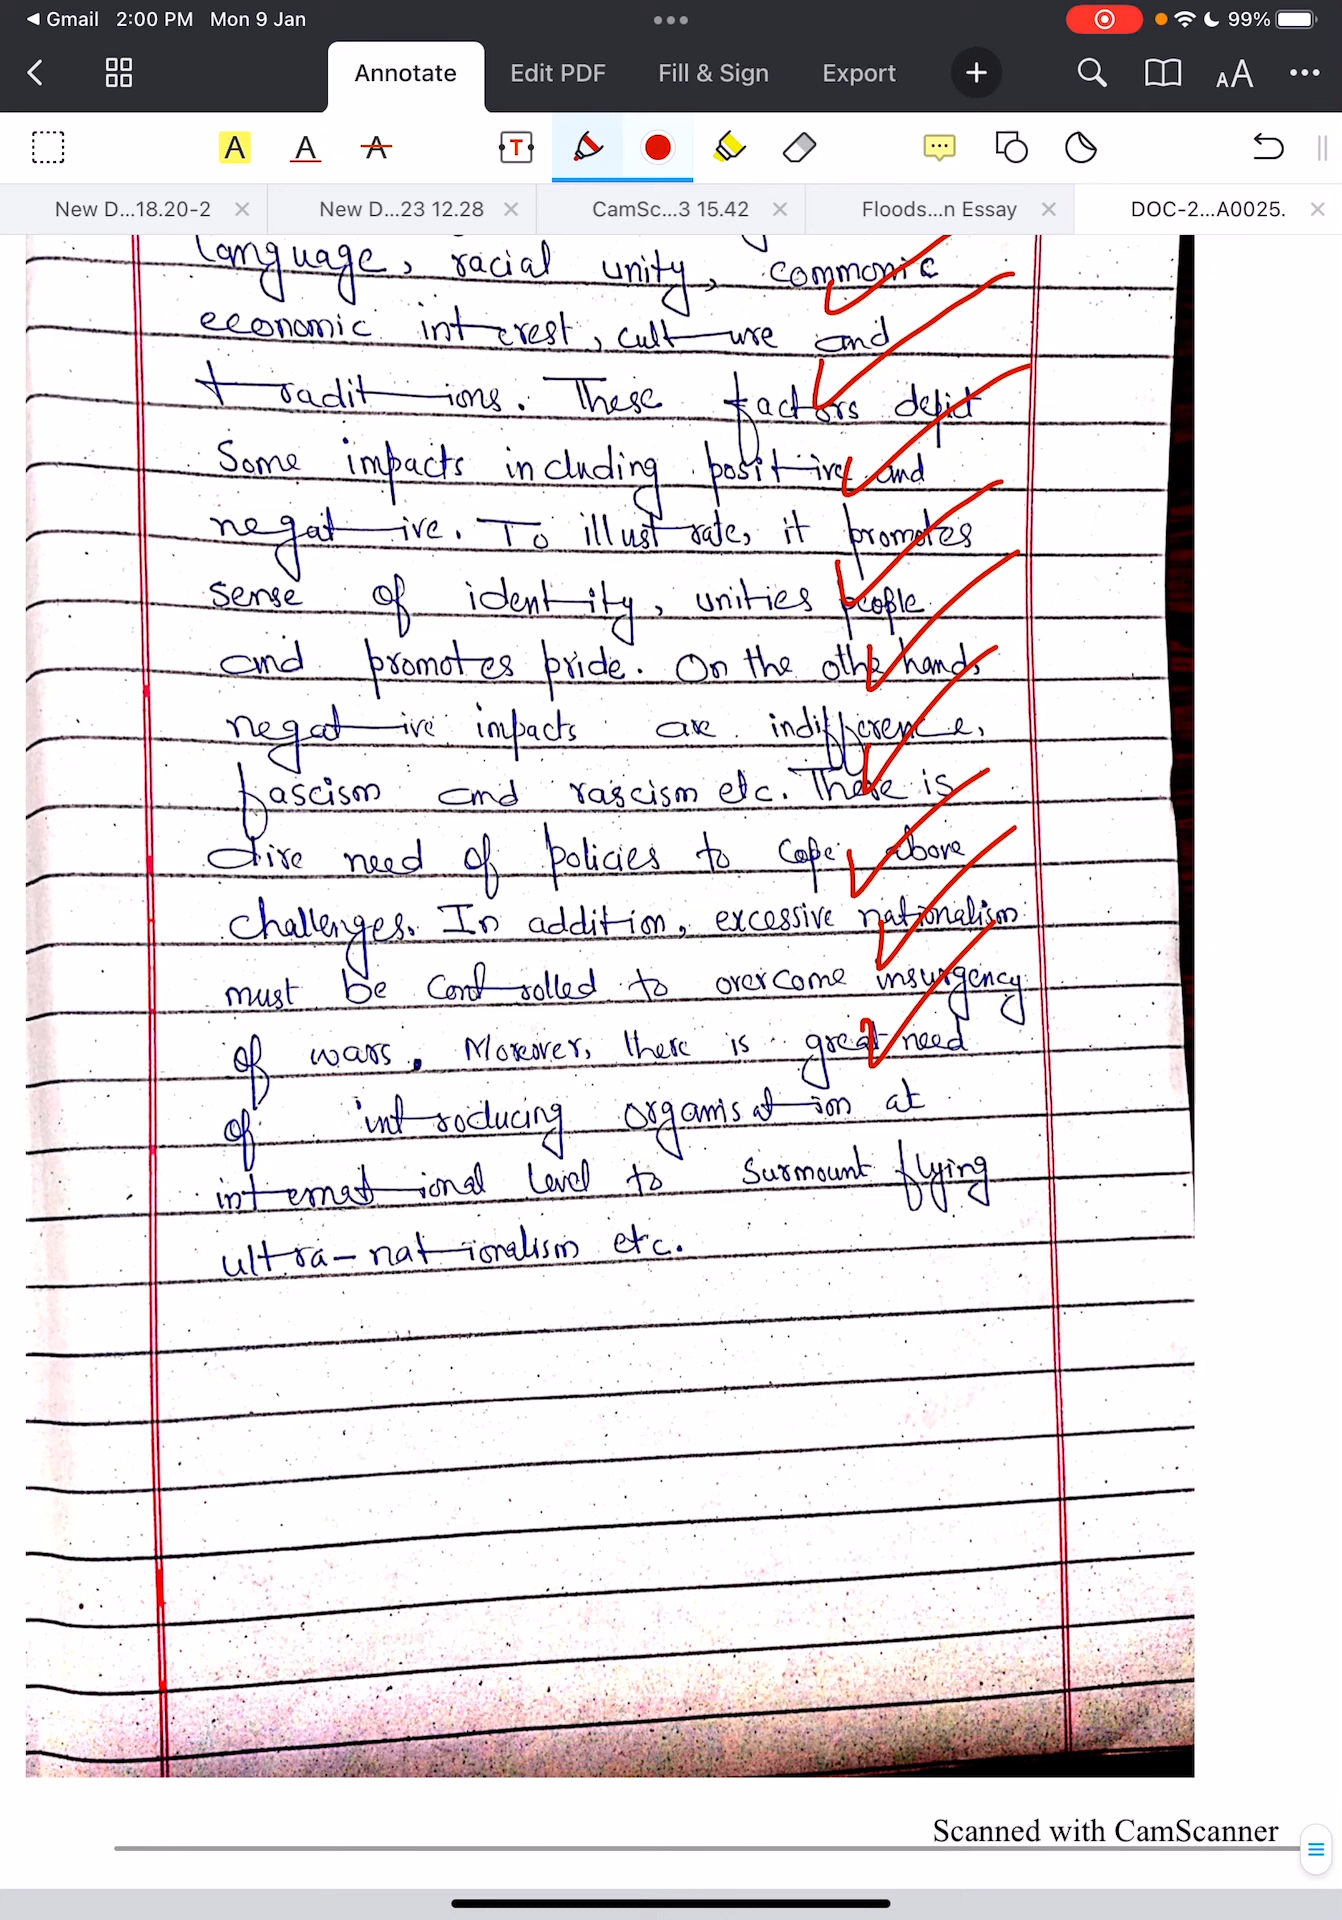 Gmail 2:00 PM Mon 9 Jan 99%
Annotate Edit PDF Fill & Sign Export
New D...18.20-2 New D...23 12.28 CamSc...3 15.42 Floods...n Essay DOC-2...A0025.
Language, racial unity, commonic
economic interest, culture and
traditions. These factors depict
Some impacts including positive and
negative. To illustrate, it promotes
sense of identity, unities people
and promotes pride. On the othr hand,
negative impacts are indifference,
fascism and rascism etc. There is
dire need of policies to cope above
challenges. In addition, excessive nationalism
must be controlled to overcome insurgency
of wars. Moreover, there is great need
of introducing organisation at
international level to surmount flying
ultra-nationalism etc.
Scanned with CamScanner